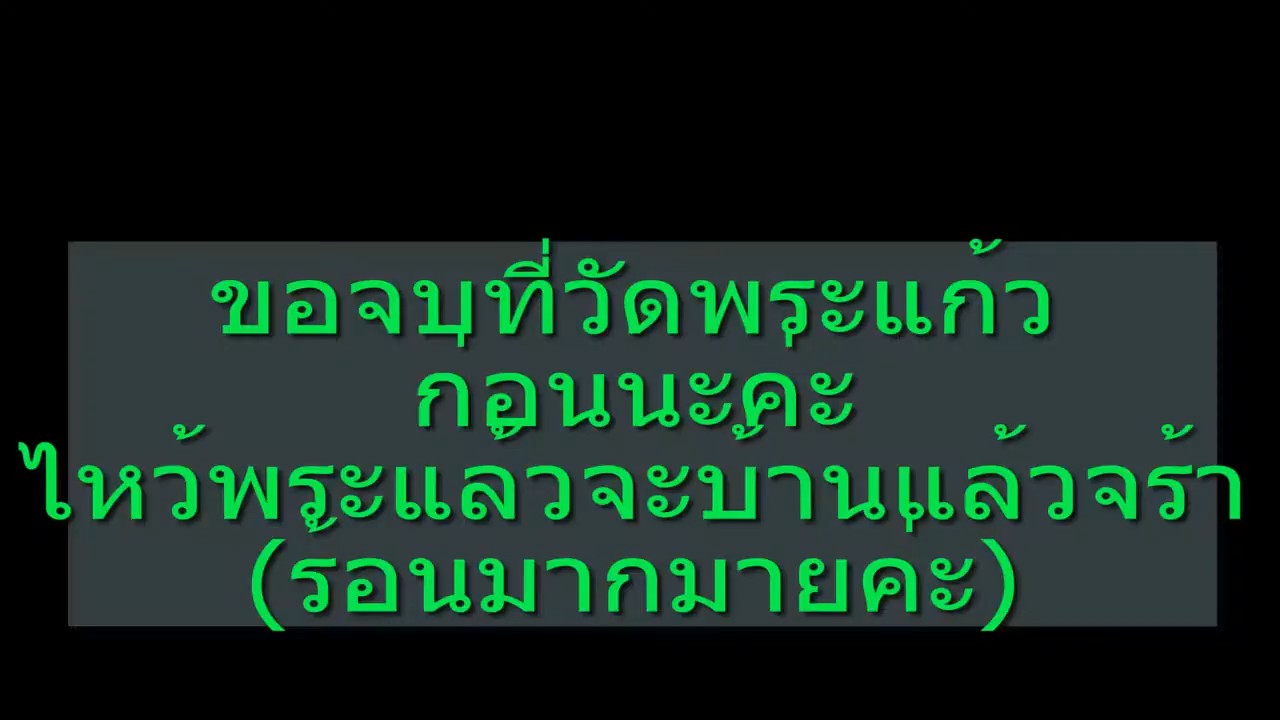 ขอจบที่วัดพระแก้ว
ก่อนนะคะ
ไหว้พระแล้วจะบ้านแล้วจร้า
(ร้อนมากมายค่ะ)